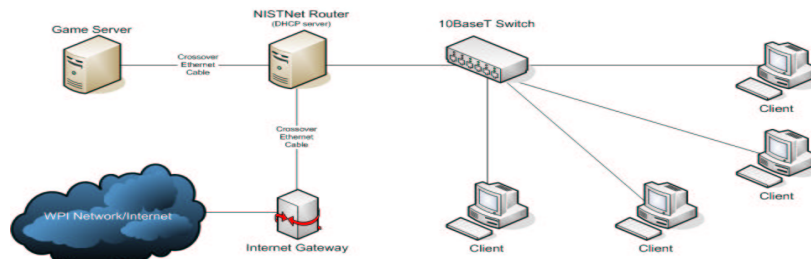 NISTNet Router
(DHCP server)
Game Server
10BaseT Switch
Crossover
Ethernet
Cable
Client
Crossover
Ethernet
Cable
Client
WPI Network/Internet
Internet Gateway
Client
Client